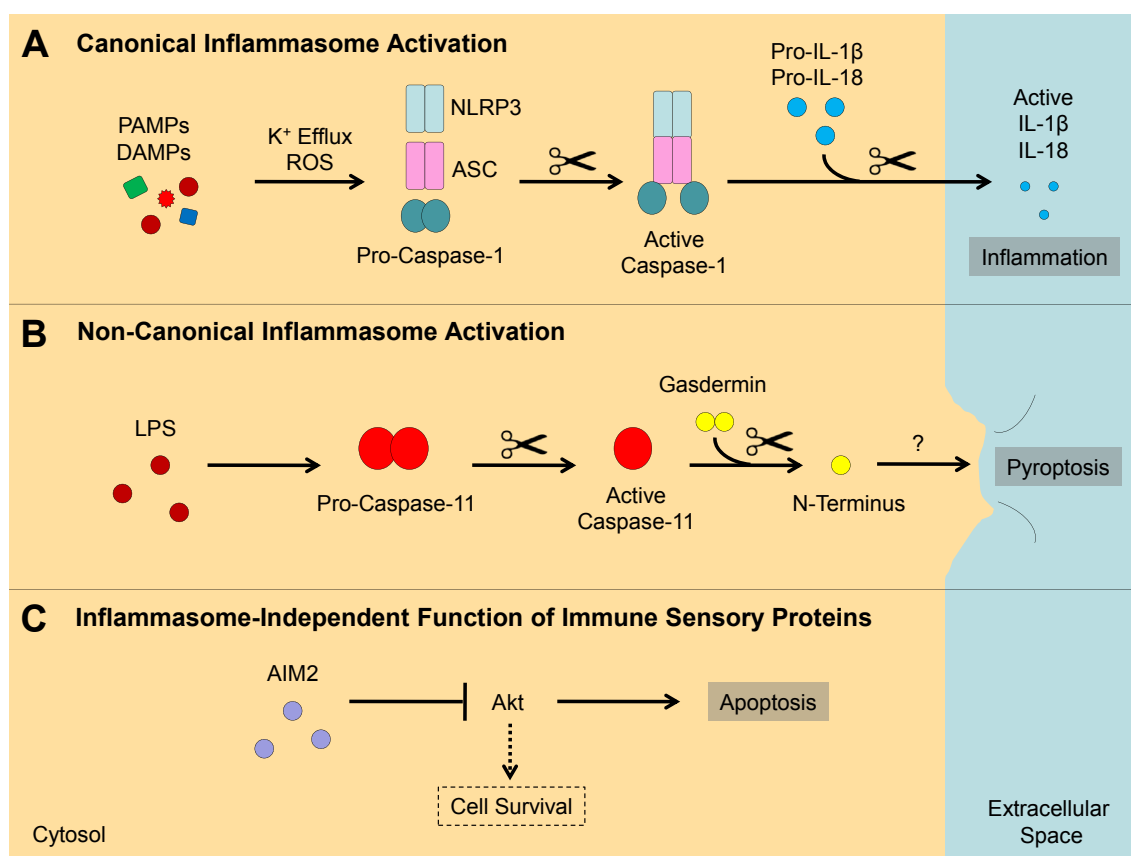 A Canonical Inflammasome Activation
PAMPs
DAMPs
K⁺ Efflux
ROS
NLRP3
ASC
Pro-Caspase-1
Active
Caspase-1
Pro-IL-1β
Pro-IL-18
Active
IL-1β
IL-18
Inflammation
B Non-Canonical Inflammasome Activation
LPS
Pro-Caspase-11
Active
Caspase-11
Gasdermin
N-Terminus
?
Pyroptosis
C Inflammasome-Independent Function of Immune Sensory Proteins
AIM2
Akt
Apoptosis
Cell Survival
Cytosol
Extracellular
Space